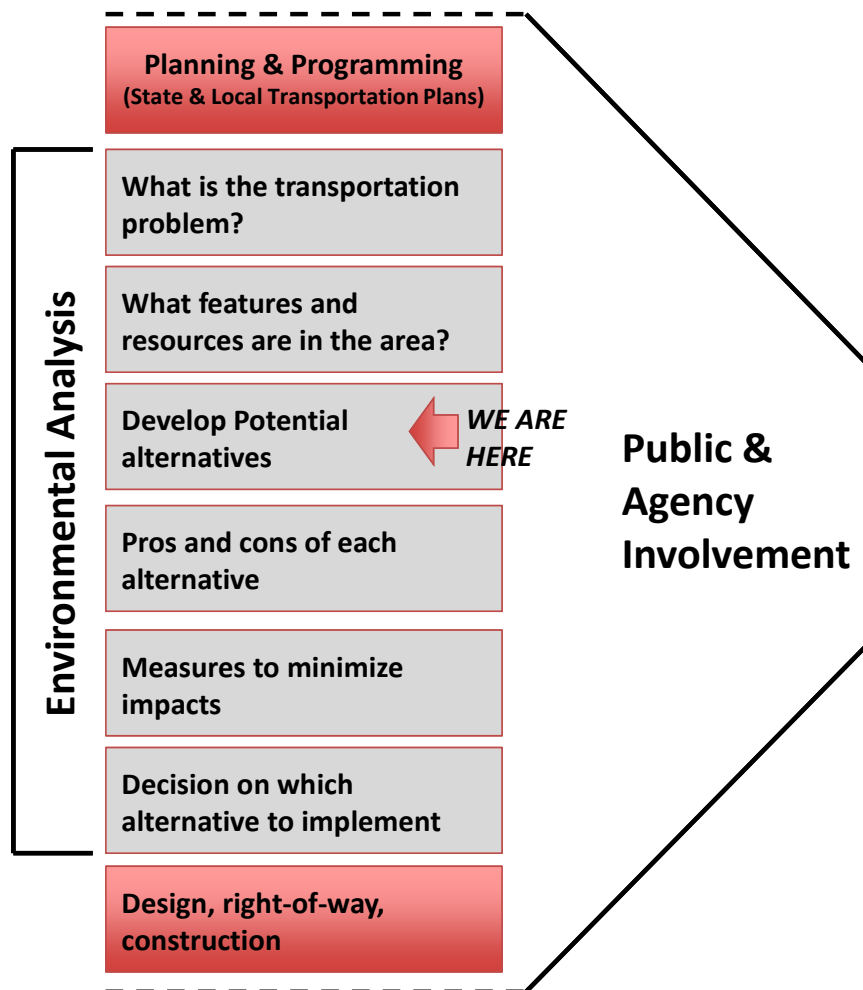 Planning & Programming
(State & Local Transportation Plans)
What is the transportation
problem?
What features and
resources are in the area?
Develop Potential
alternatives
WE ARE
HERE
Pros and cons of each
alternative
Measures to minimize
impacts
Decision on which
alternative to implement
Design, right-of-way,
construction
Environmental Analysis
Public &
Agency
Involvement